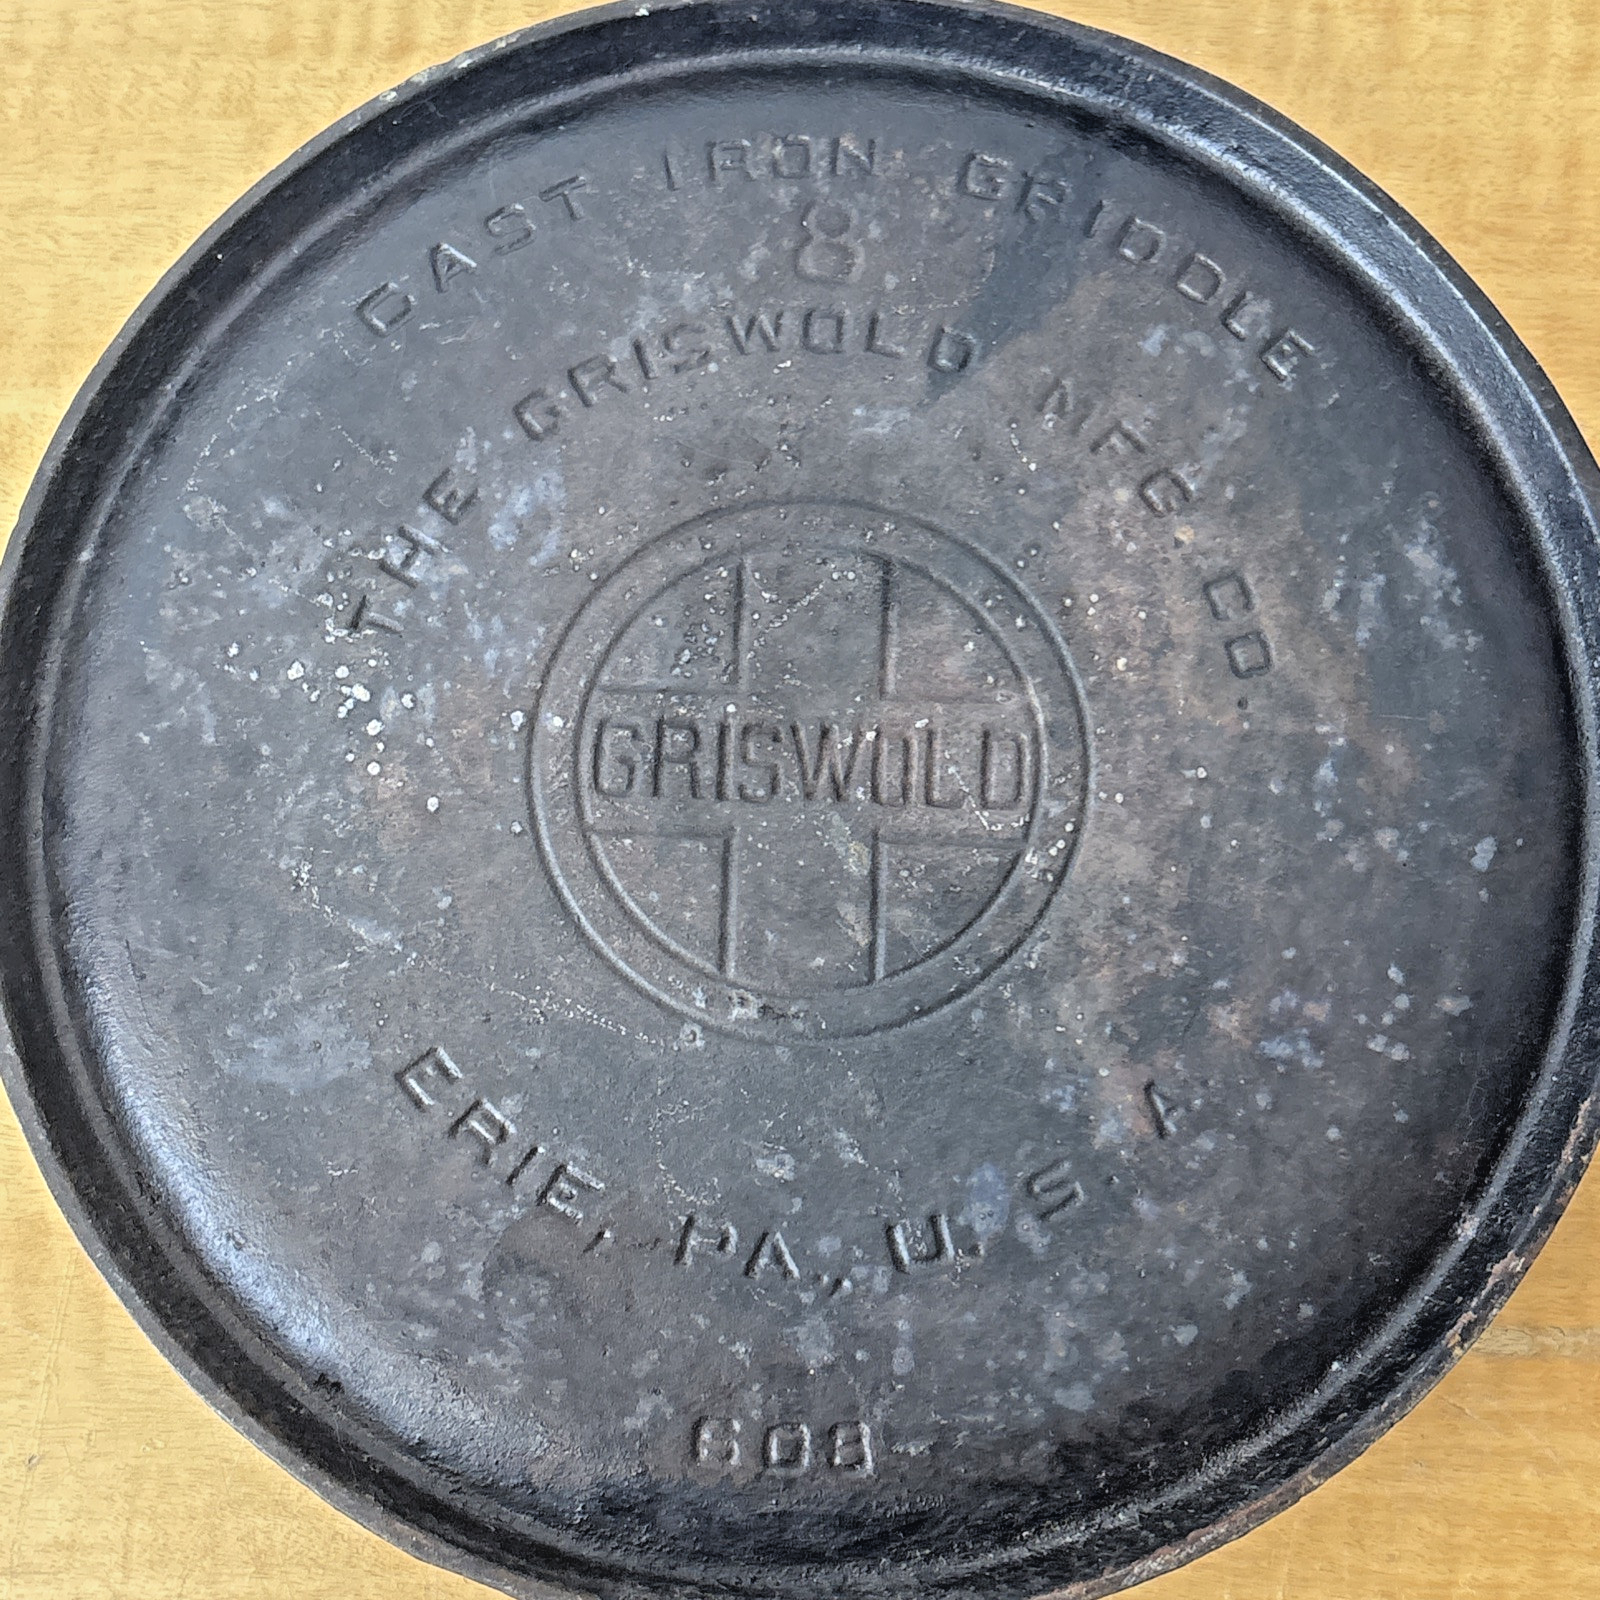 CAST IRON GRIDDLE
8
THE GRISWOLD MFG. CO.
GRISWOLD
ERIE, PA., U.S.A.
608